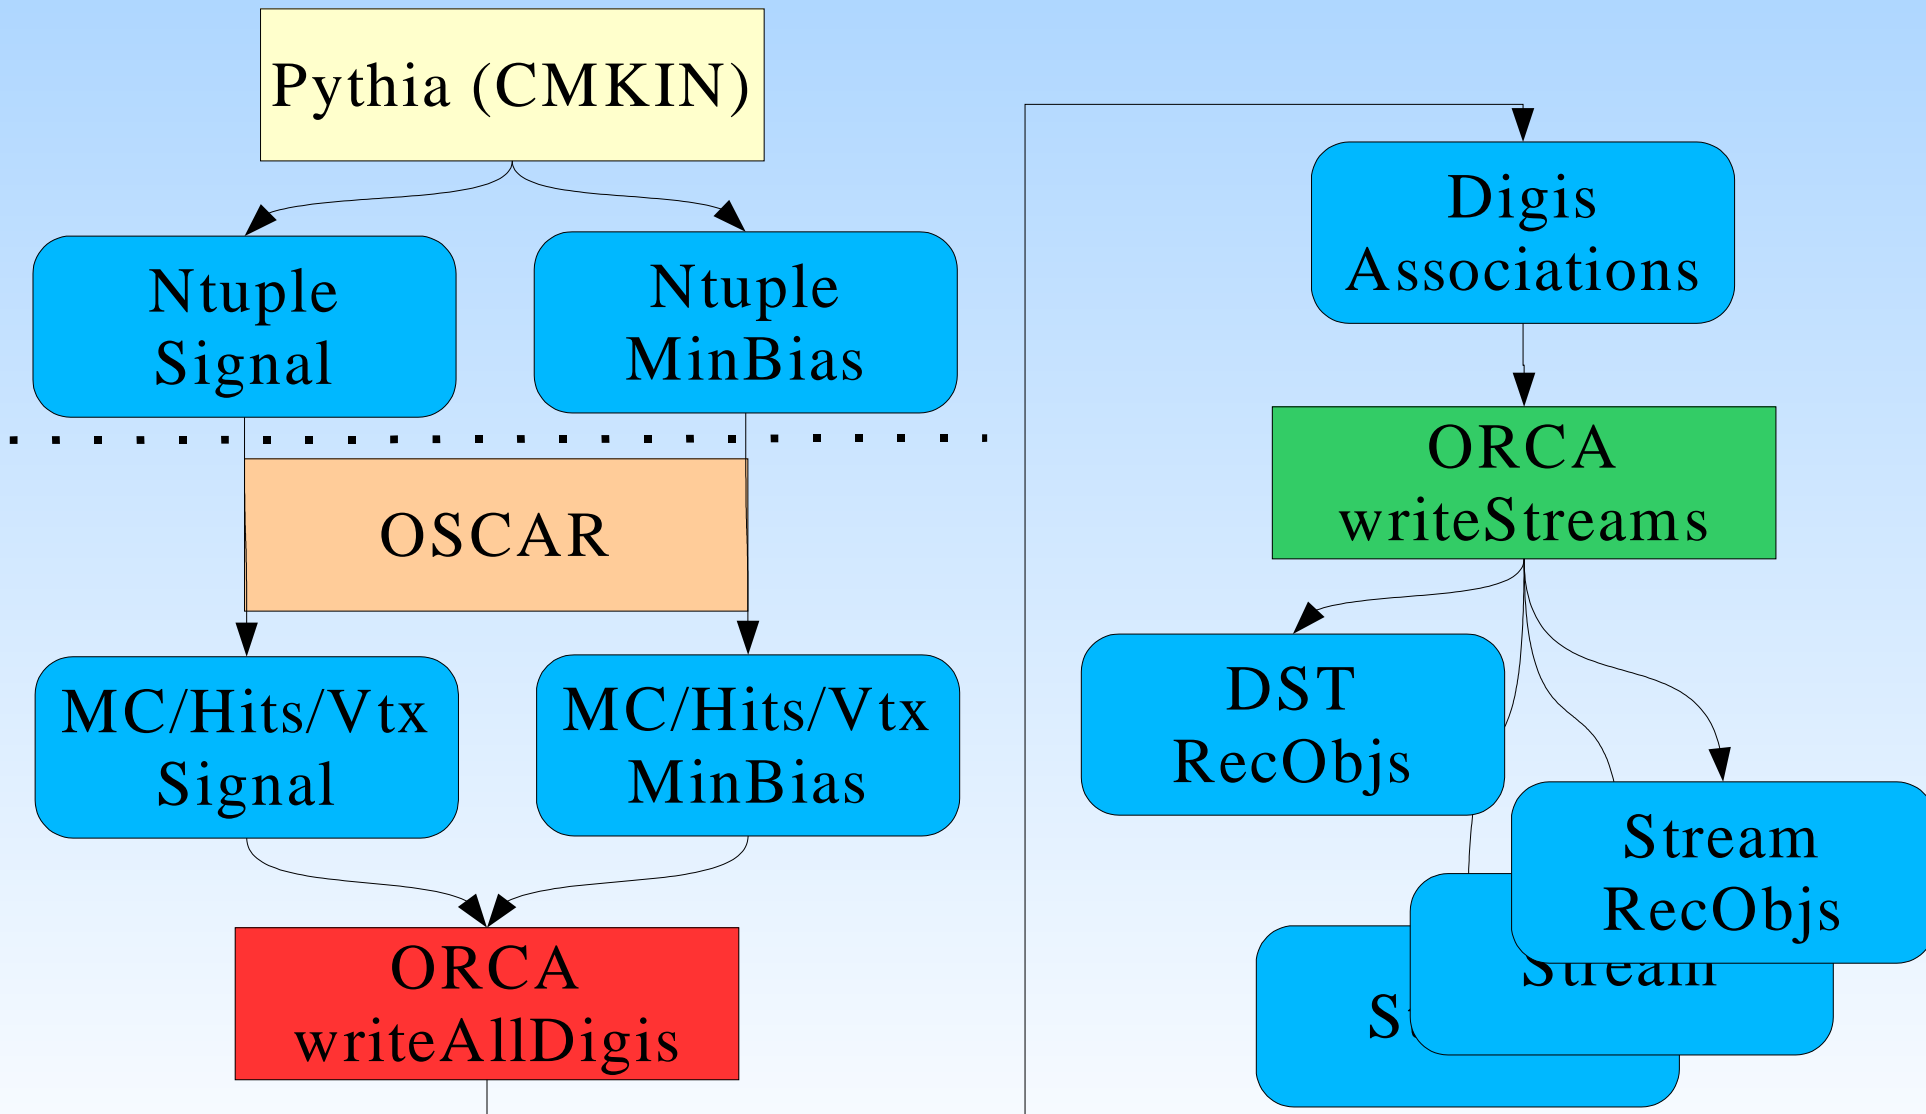 Pythia (CMKIN)
Ntuple
Signal
Ntuple
MinBias
OSCAR
MC/Hits/Vtx
Signal
MC/Hits/Vtx
MinBias
ORCA
writeAllDigis
Digis
Associations
ORCA
writeStreams
DST
RecObjs
Stream
RecObjs
Stream